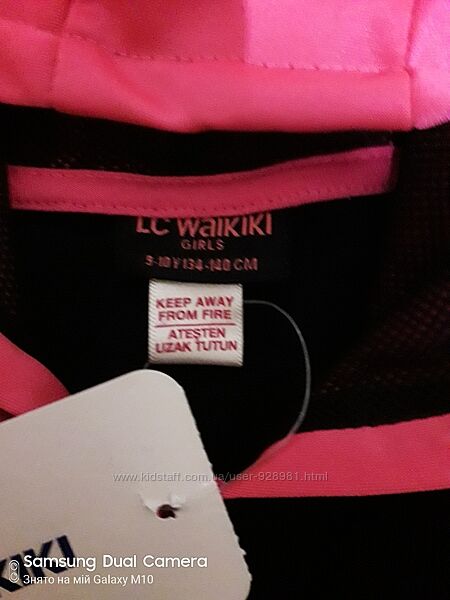 LC WAIKIKI
GIRLS
9-10 Y 134-140 CM
KEEP AWAY
FROM FIRE
ATEŞTEN
UZAK TUTUN
www.kidstaff.com.ua/user-928981.html
IKIKI
Samsung Dual Camera
Знято на мій Galaxy M10